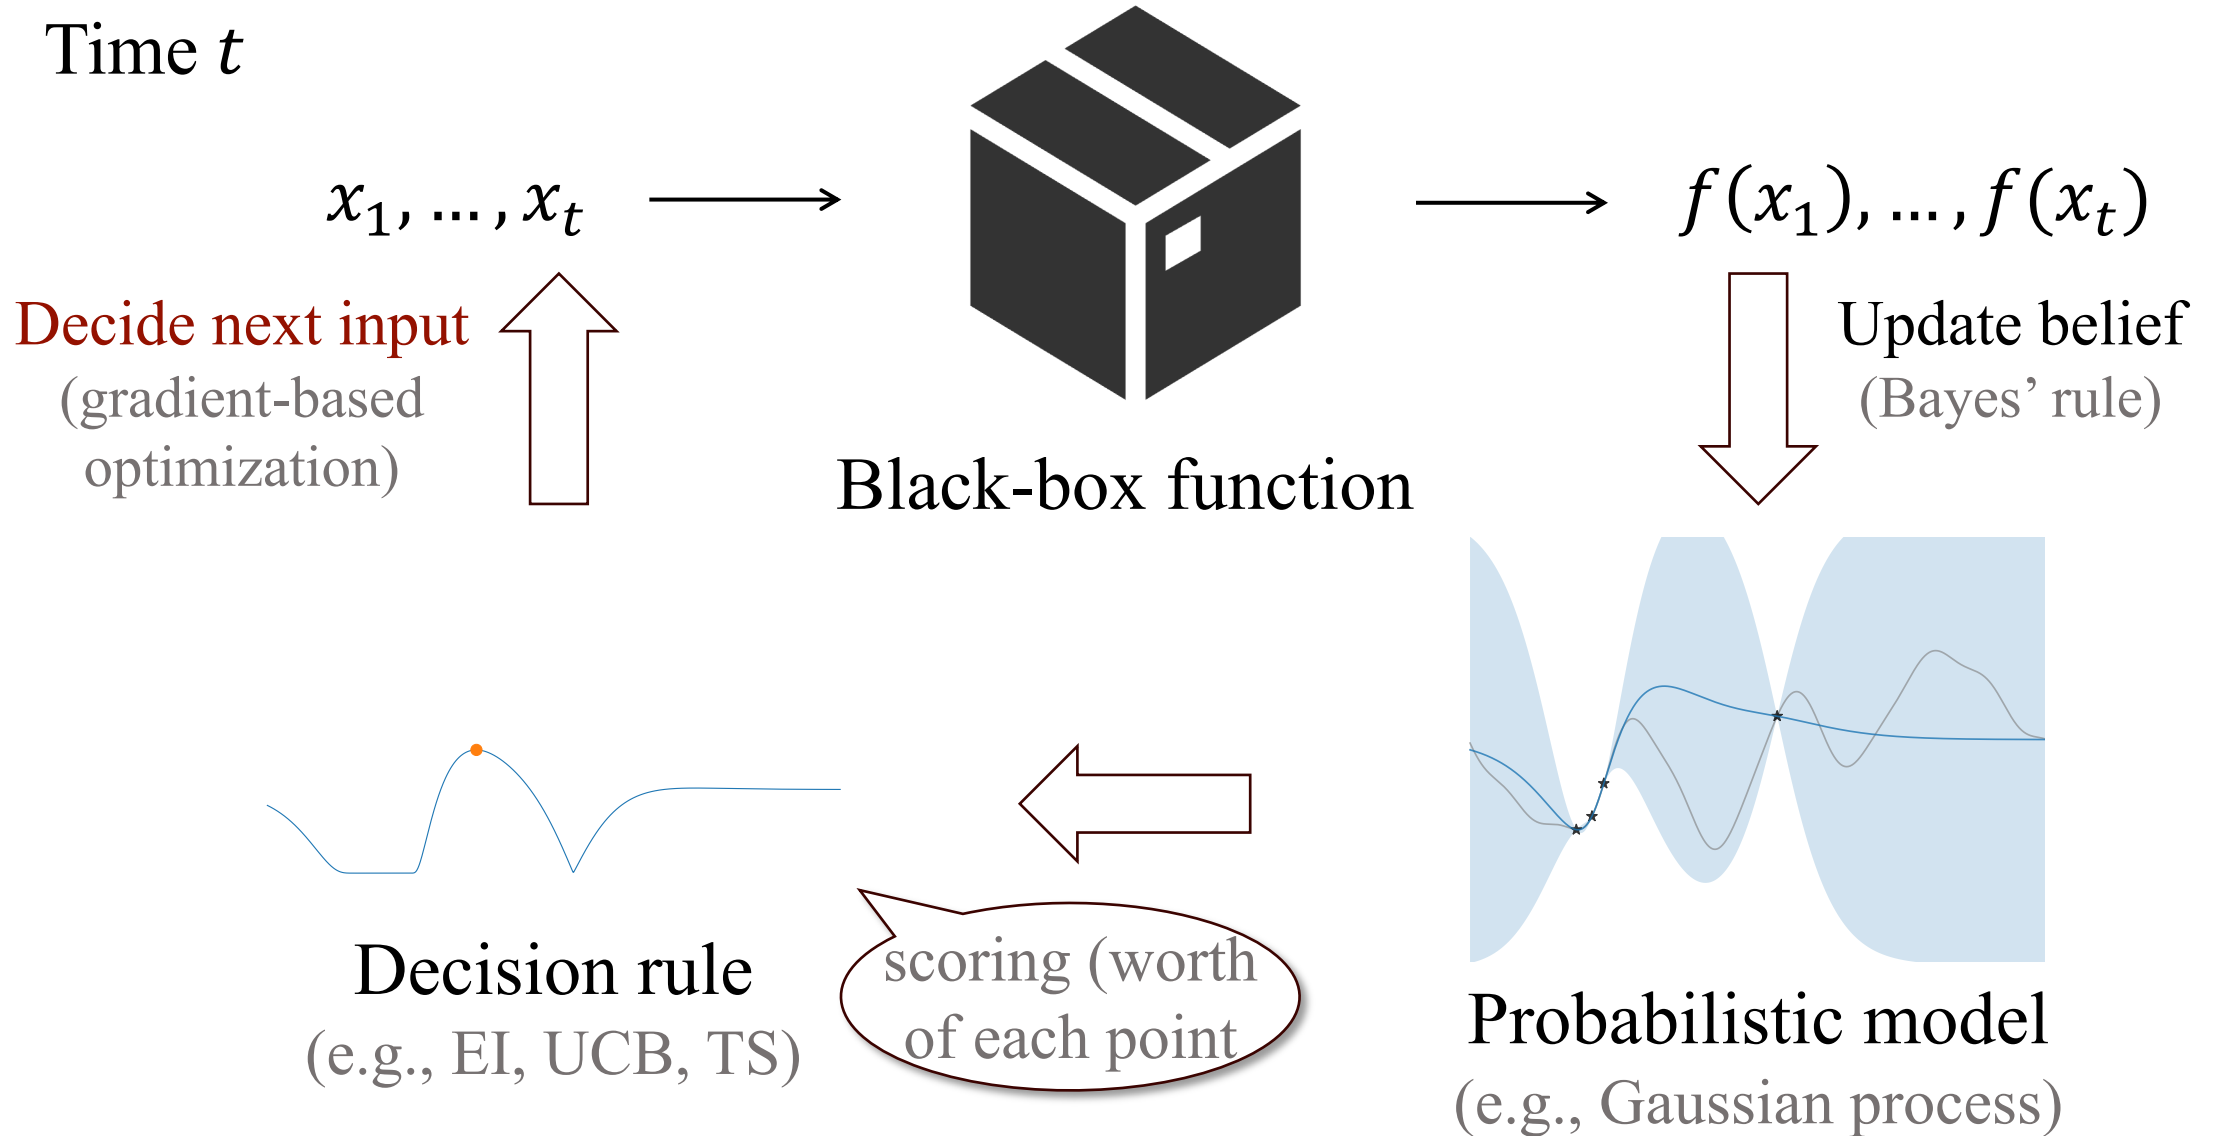 Time t
x₁, … , xₜ
f(x₁), … , f(xₜ)
Decide next input
(gradient-based
optimization)
Black-box function
Update belief
(Bayes’ rule)
Decision rule
(e.g., EI, UCB, TS)
scoring (worth
of each point
Probabilistic model
(e.g., Gaussian process)